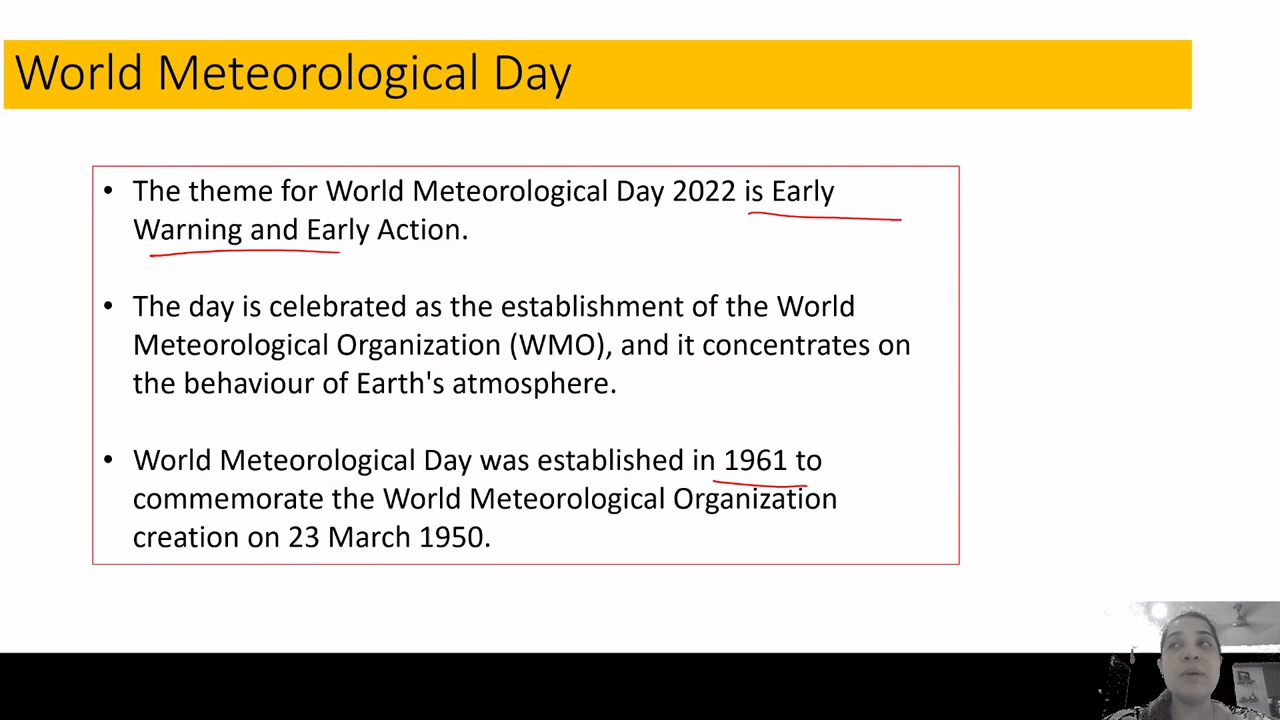 World Meteorological Day
• The theme for World Meteorological Day 2022 is Early
Warning and Early Action.
• The day is celebrated as the establishment of the World
Meteorological Organization (WMO), and it concentrates on
the behaviour of Earth's atmosphere.
• World Meteorological Day was established in 1961 to
commemorate the World Meteorological Organization
creation on 23 March 1950.